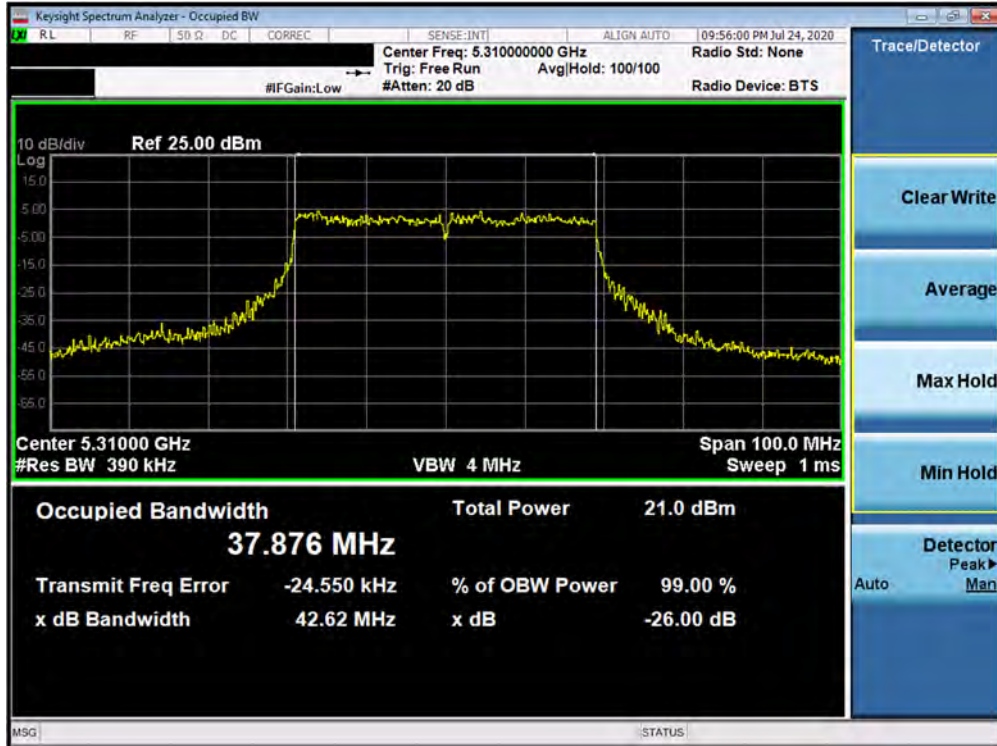 Keysight Spectrum Analyzer - Occupied BW
LXI RL RF 50 Ω DC CORREC SENSE:INT ALIGN AUTO 09:56:00 PM Jul 24, 2020
Center Freq: 5.310000000 GHz Radio Std: None
Trig: Free Run Avg|Hold: 100/100
#IFGain:Low #Atten: 20 dB Radio Device: BTS
10 dB/div Ref 25.00 dBm
Log
15.0
5.00
-5.00
-15.0
-25.0
-35.0
-45.0
-55.0
-65.0
Center 5.31000 GHz Span 100.0 MHz
#Res BW 390 kHz VBW 4 MHz Sweep 1 ms
Occupied Bandwidth Total Power 21.0 dBm
37.876 MHz
Transmit Freq Error -24.550 kHz % of OBW Power 99.00 %
x dB Bandwidth 42.62 MHz x dB -26.00 dB
MSG STATUS
Trace/Detector
Clear Write
Average
Max Hold
Min Hold
Detector
Peak▶
Auto Man